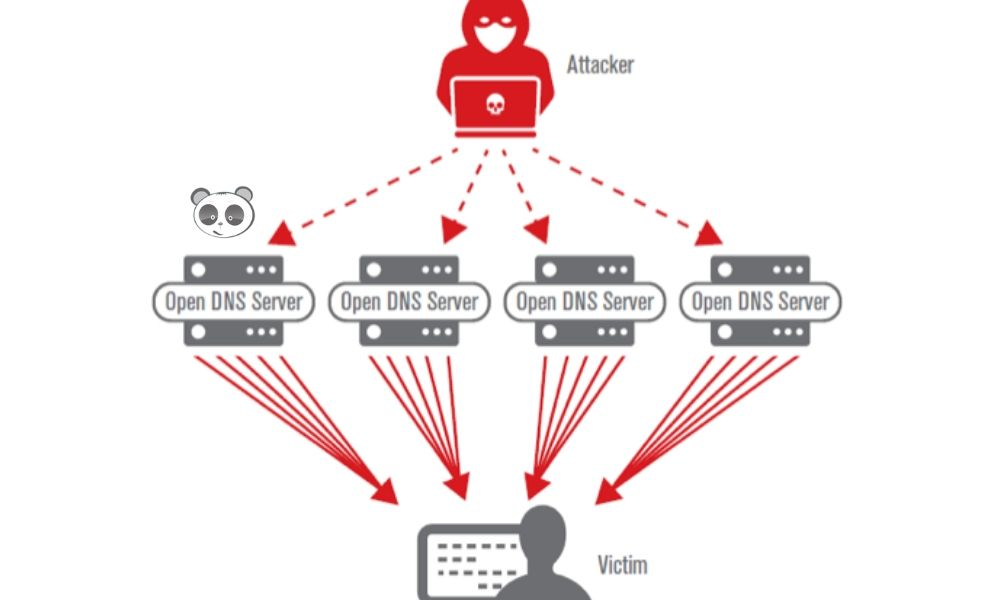 Attacker
Open DNS Server
Open DNS Server
Open DNS Server
Open DNS Server
Victim